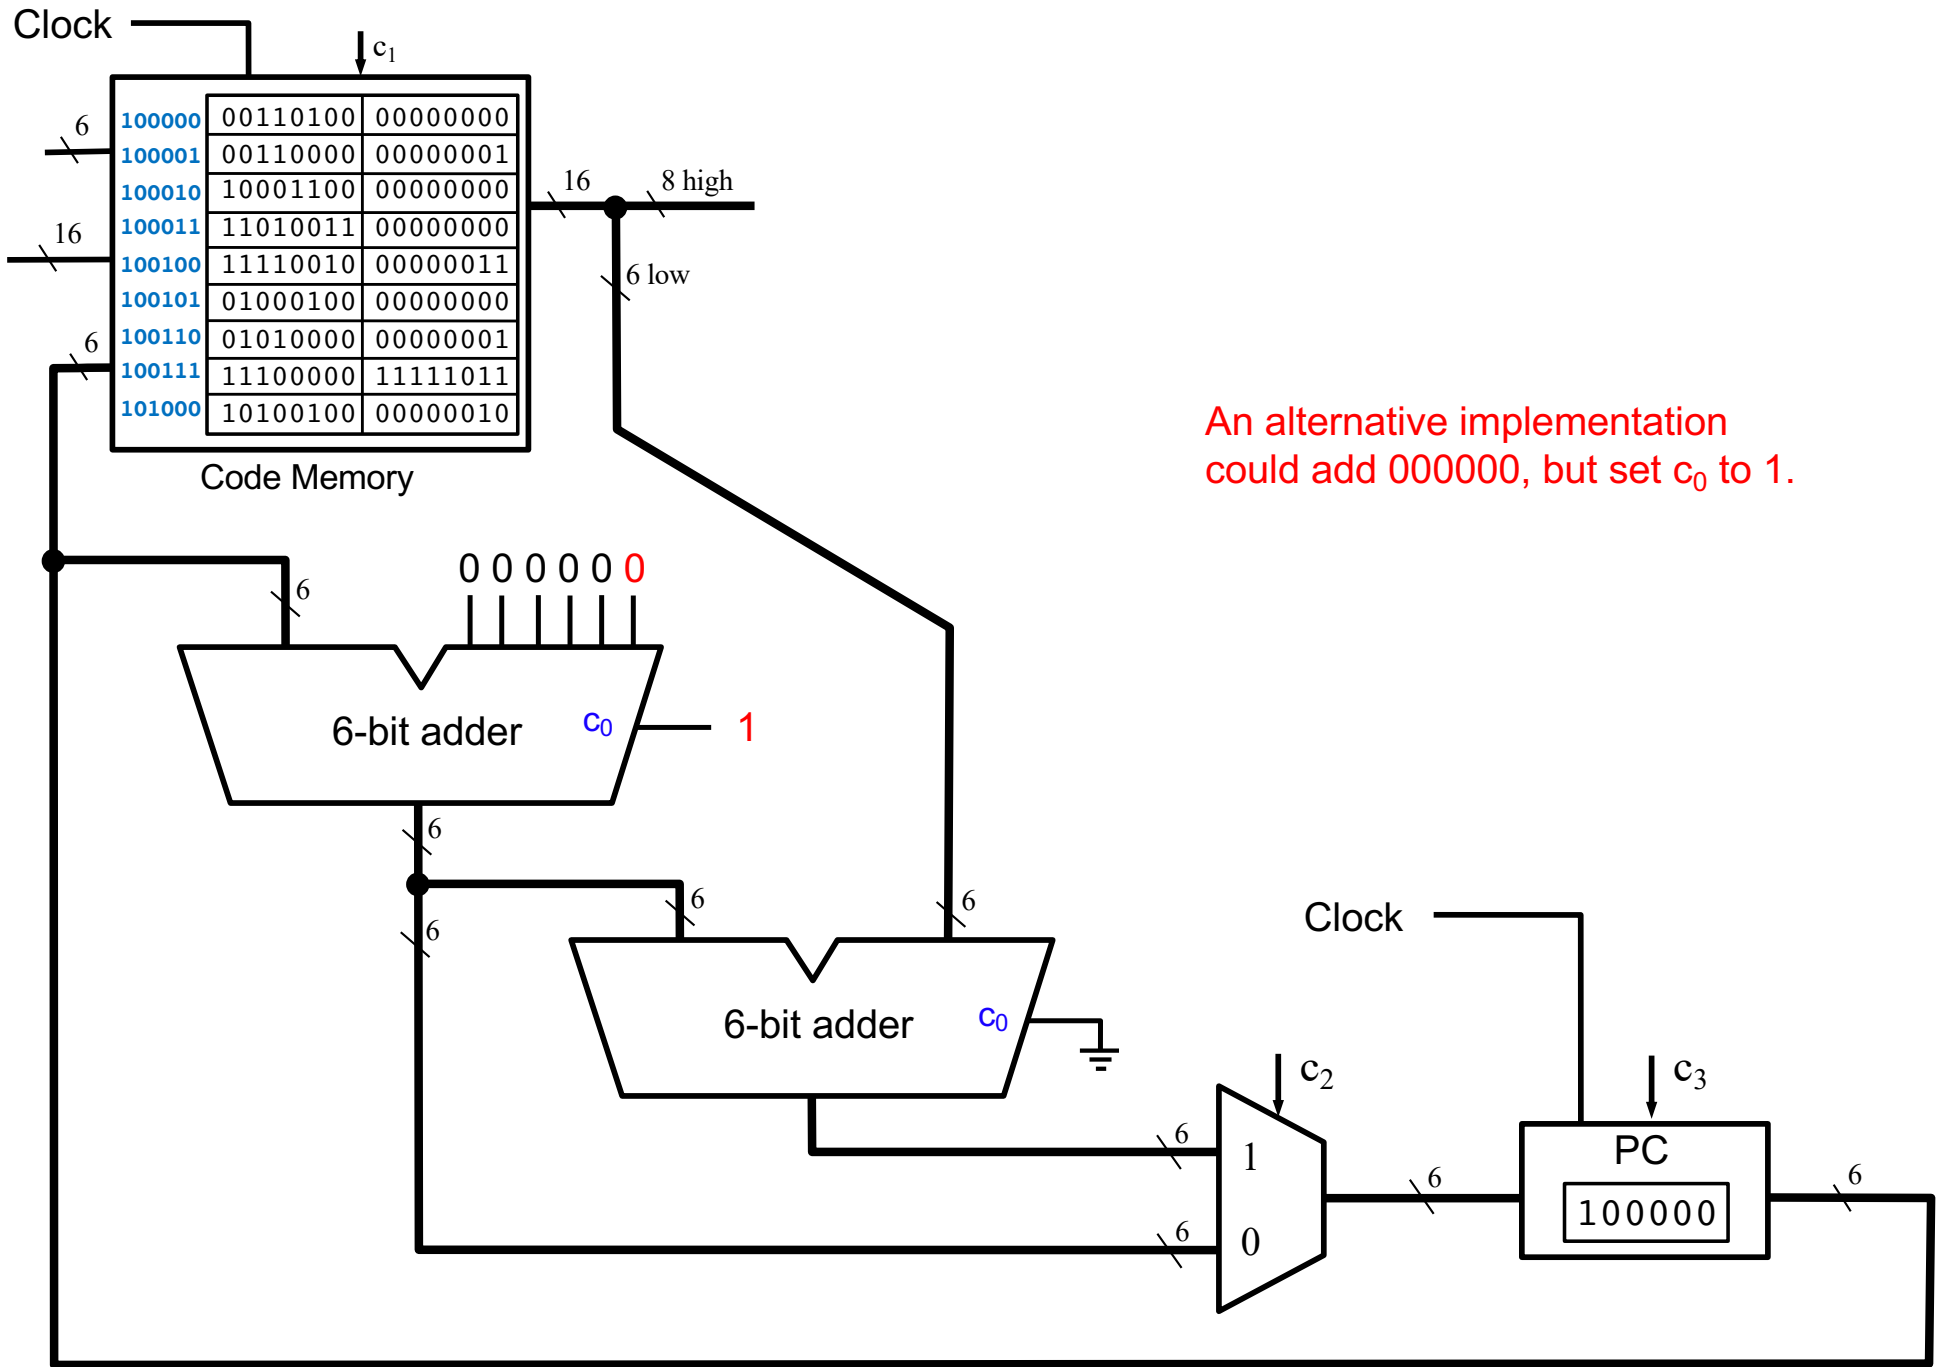 Clock
c1
6
100000 00110100 00000000
100001 00110000 00000001
100010 10001100 00000000
16
8 high
16
100011 11010011 00000000
100100 11110010 00000011
6 low
100101 01000100 00000000
6
100110 01010000 00000001
100111 11100000 11111011
101000 10100100 00000010
Code Memory
An alternative implementation
could add 000000, but set c0 to 1.
0 0 0 0 0 0
6
6-bit adder c0 1
6
6
6
6
Clock
6-bit adder c0
c2
c3
6
1
PC
6
6
100000
6
0